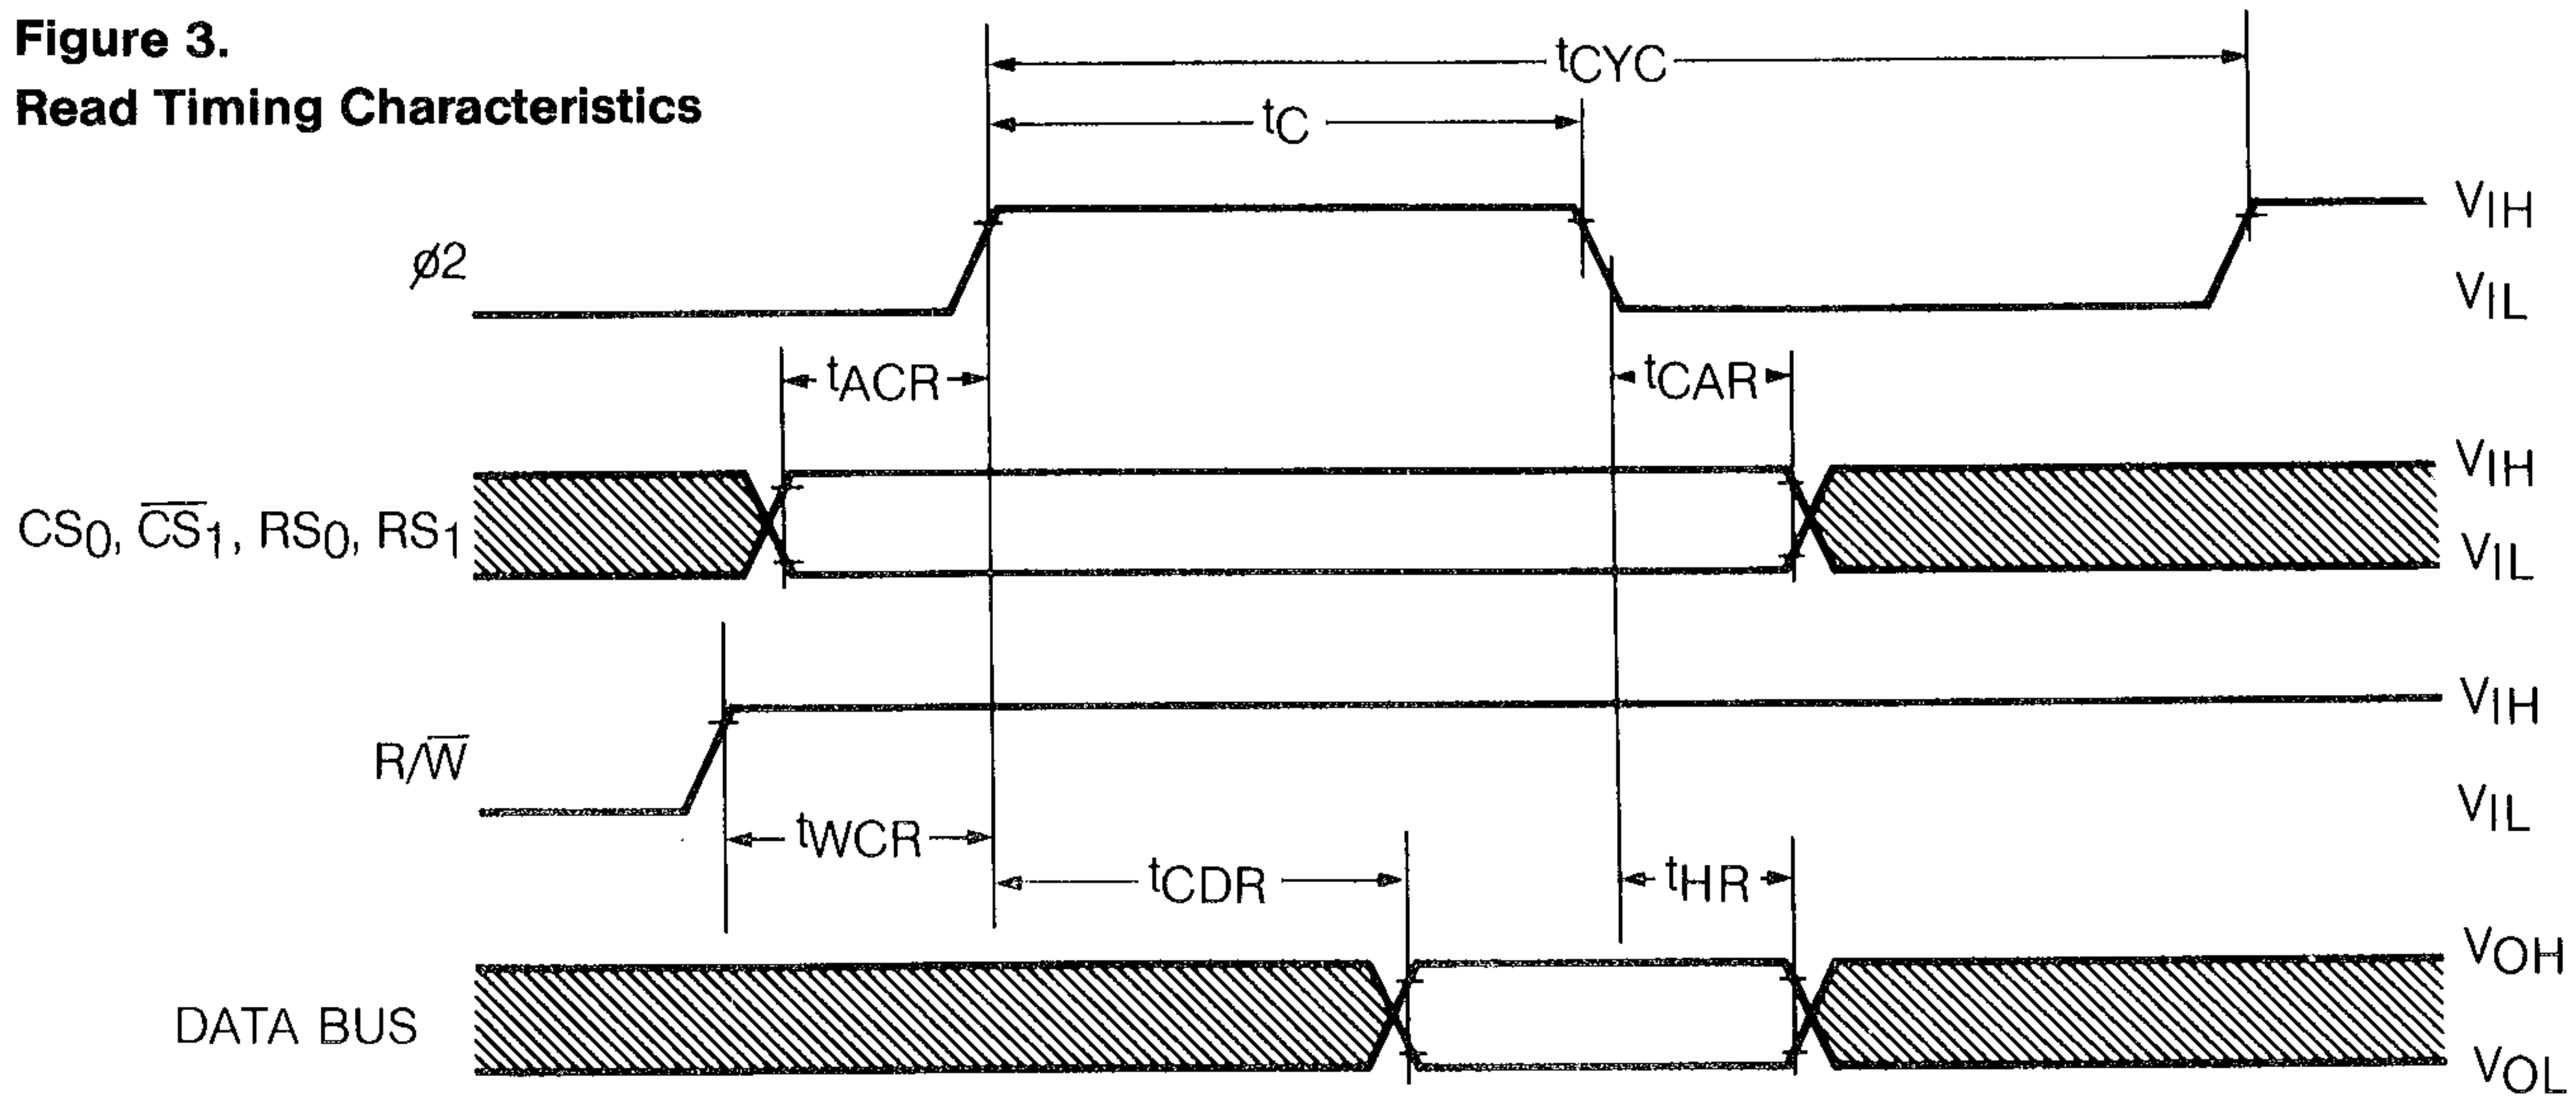 Figure 3.
Read Timing Characteristics
tCYC
tC
ø2
VIH
VIL
tACR
tCAR
CS0, C̅S̅1, RS0, RS1
VIH
VIL
R/W̅
VIH
VIL
tWCR
tCDR
tHR
DATA BUS
VOH
VOL